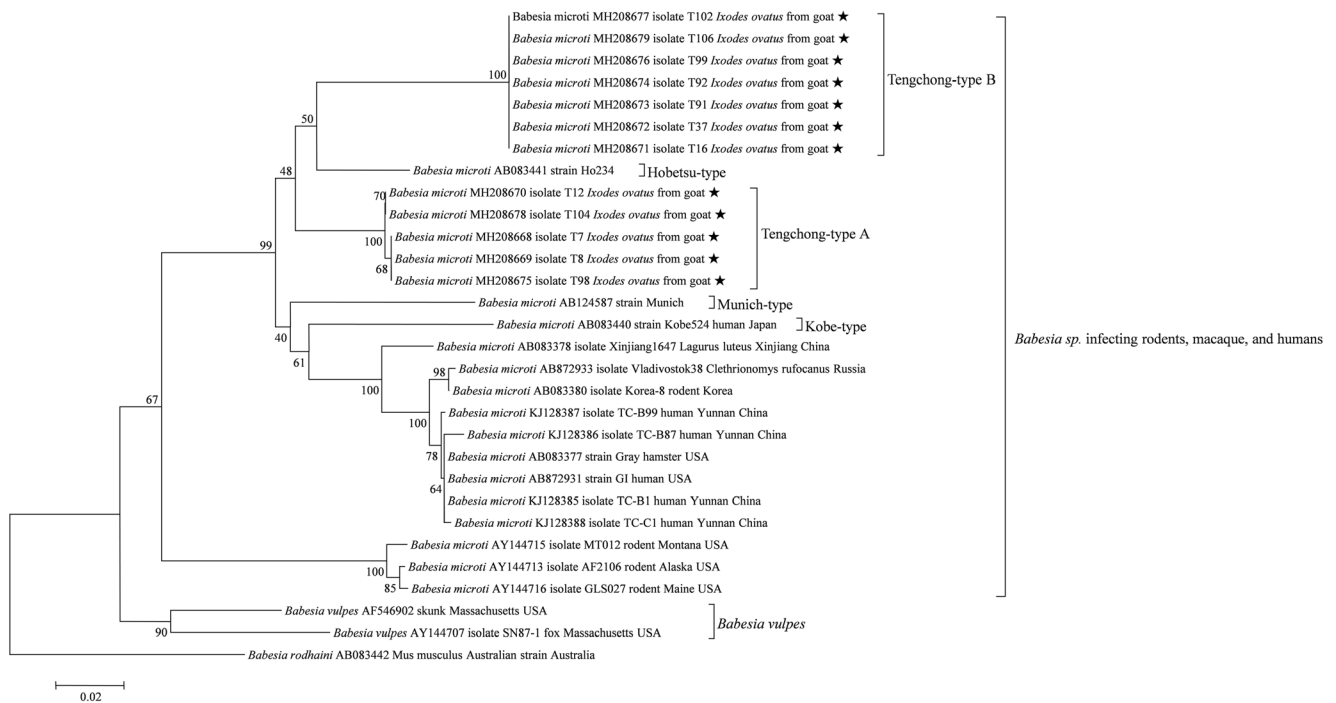 Babesia microti MH208677 isolate T102 Ixodes ovatus from goat ★
Babesia microti MH208679 isolate T106 Ixodes ovatus from goat ★
Babesia microti MH208676 isolate T99 Ixodes ovatus from goat ★
100
Babesia microti MH208674 isolate T92 Ixodes ovatus from goat ★
Tengchong-type B
Babesia microti MH208673 isolate T91 Ixodes ovatus from goat ★
Babesia microti MH208672 isolate T37 Ixodes ovatus from goat ★
50
Babesia microti MH208671 isolate T16 Ixodes ovatus from goat ★
48
Babesia microti AB083441 strain Ho234
Hobetsu-type
70
Babesia microti MH208670 isolate T12 Ixodes ovatus from goat ★
Babesia microti MH208678 isolate T104 Ixodes ovatus from goat ★
99
100
Babesia microti MH208668 isolate T7 Ixodes ovatus from goat ★
Tengchong-type A
68
Babesia microti MH208669 isolate T8 Ixodes ovatus from goat ★
Babesia microti MH208675 isolate T98 Ixodes ovatus from goat ★
Babesia microti AB124587 strain Munich
Munich-type
40
Babesia microti AB083440 strain Kobe524 human Japan
Kobe-type
Babesia sp. infecting rodents, macaque, and humans
61
Babesia microti AB083378 isolate Xinjiang1647 Lagurus luteus Xinjiang China
98
Babesia microti AB872933 isolate Vladivostok38 Clethrionomys rufocanus Russia
100
Babesia microti AB083380 isolate Korea-8 rodent Korea
67
100
Babesia microti KJ128387 isolate TC-B99 human Yunnan China
Babesia microti KJ128386 isolate TC-B87 human Yunnan China
78
Babesia microti AB083377 strain Gray hamster USA
Babesia microti AB872931 strain GI human USA
64
Babesia microti KJ128385 isolate TC-B1 human Yunnan China
Babesia microti KJ128388 isolate TC-C1 human Yunnan China
Babesia microti AY144715 isolate MT012 rodent Montana USA
100
Babesia microti AY144713 isolate AF2106 rodent Alaska USA
85
Babesia microti AY144716 isolate GLS027 rodent Maine USA
Babesia vulpes AF546902 skunk Massachusetts USA
Babesia vulpes
90
Babesia vulpes AY144707 isolate SN87-1 fox Massachusetts USA
Babesia rodhaini AB083442 Mus musculus Australian strain Australia
0.02